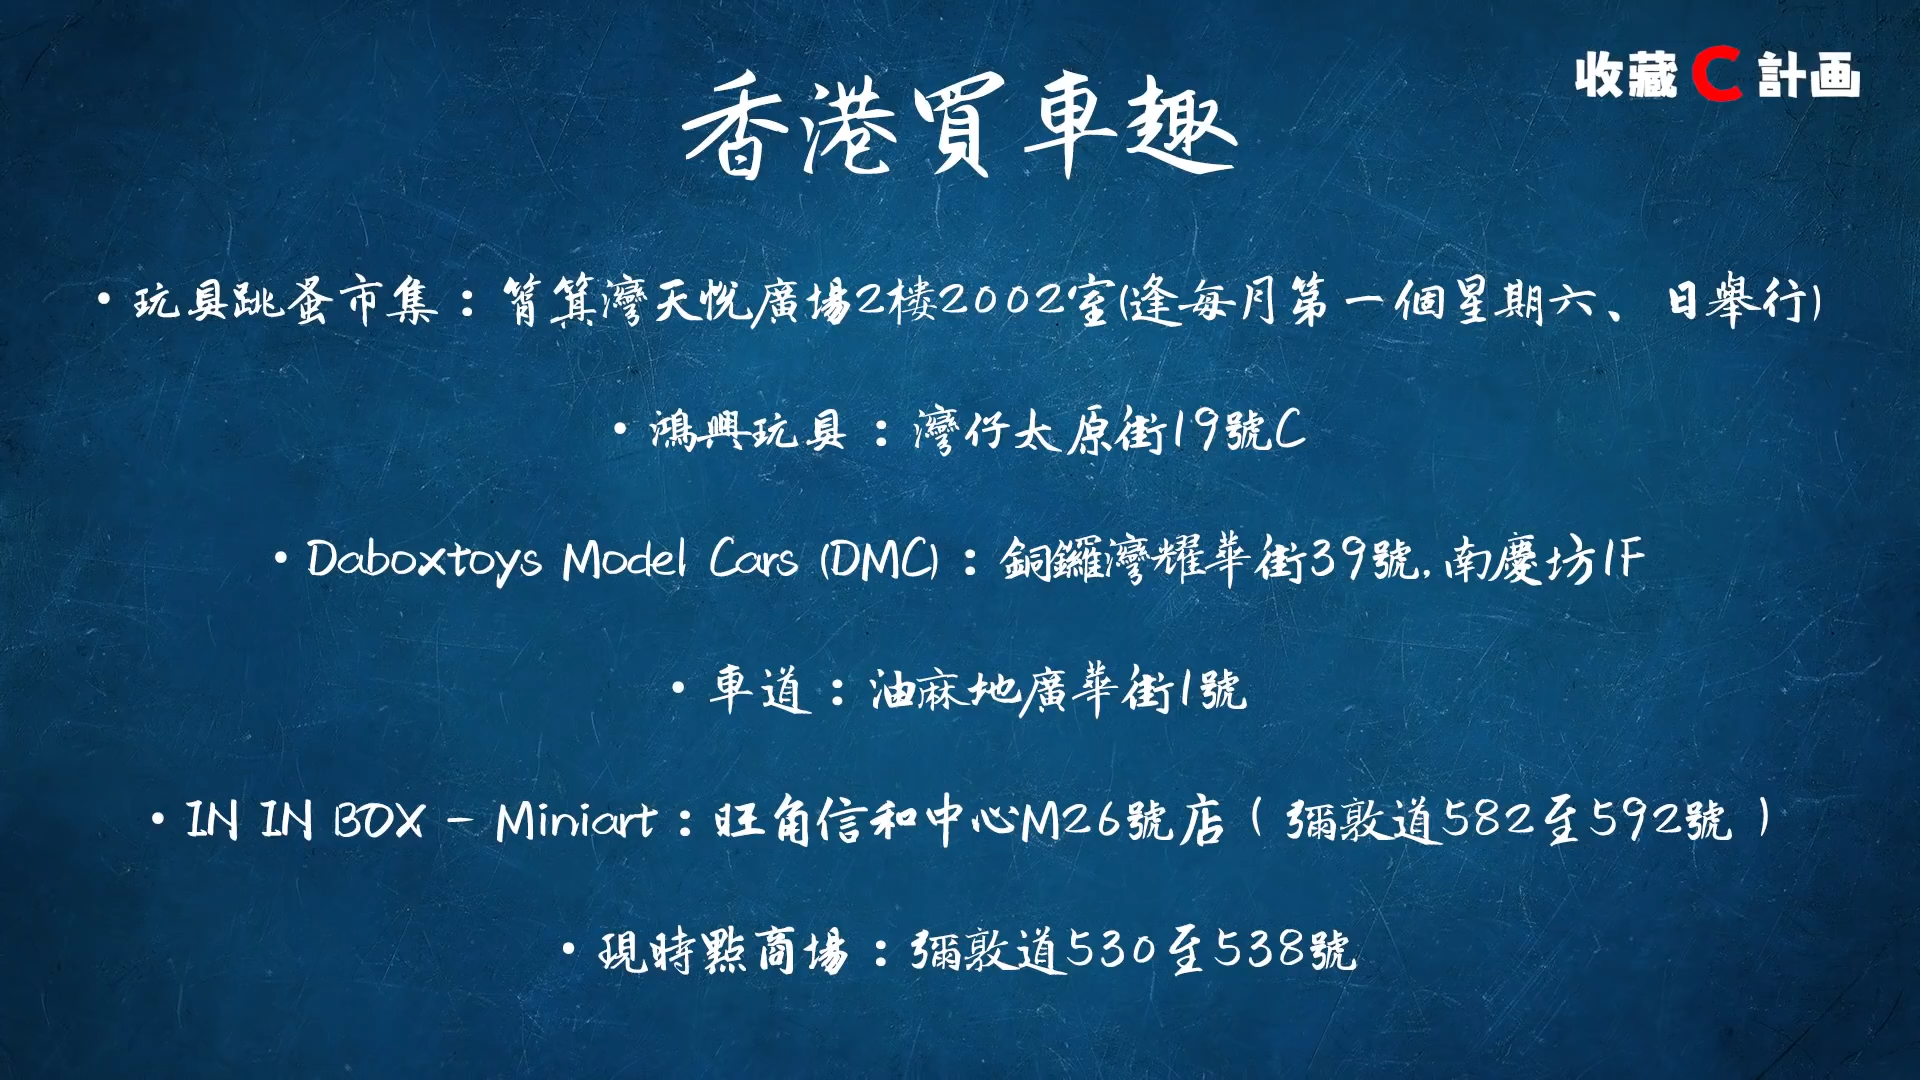 收藏C計画
香港買車趣
• 玩具跳蚤市集：筲箕灣天悅廣場2樓2002室(逢每月第一個星期六、日舉行)
• 鴻興玩具：灣仔太原街19號C
• Daboxtoys Model Cars (DMC)：銅鑼灣耀華街39號, 南慶坊1F
• 車道：油麻地廣華街1號
• IN IN BOX - Miniart：旺角信和中心M26號店（彌敦道582至592號）
• 現時點商場：彌敦道530至538號